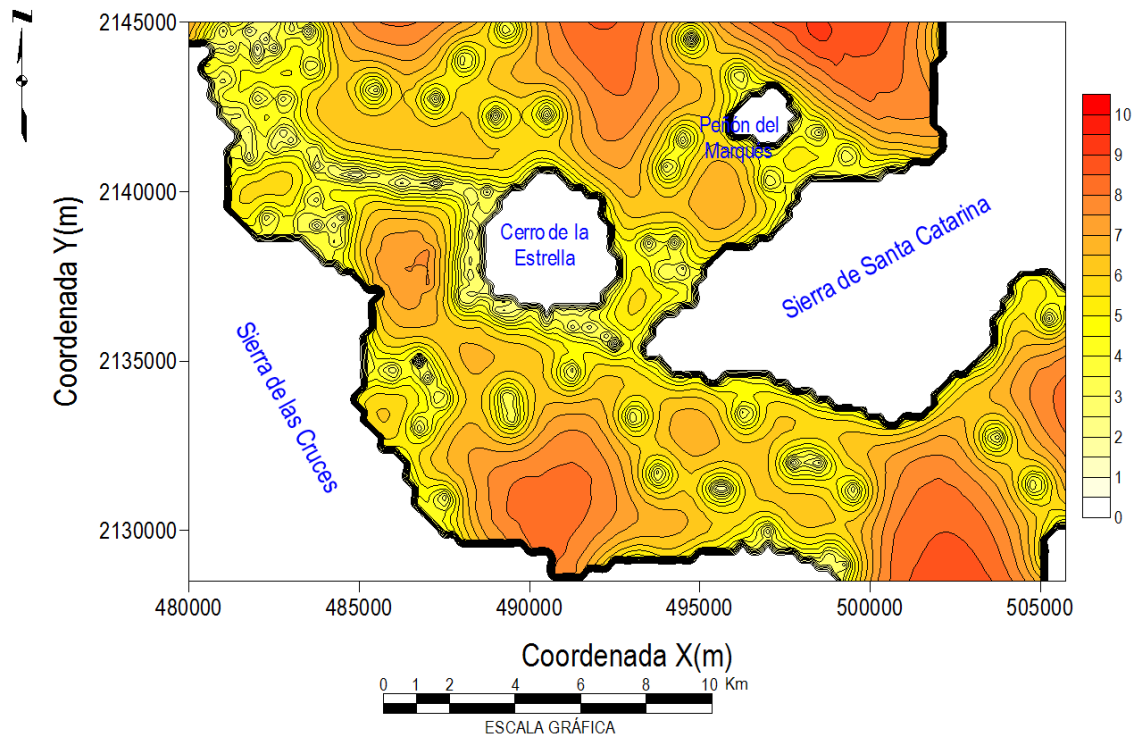 N
2145000
2140000
2135000
2130000
Coordenada Y(m)
480000
485000
490000
495000
500000
505000
Coordenada X(m)
Peñón del
Marqués
Cerro de la
Estrella
Sierra de Santa Catarina
Sierra de las Cruces
10
9
8
7
6
5
4
3
2
1
0
0 1 2 4 6 8 10 Km
ESCALA GRÁFICA